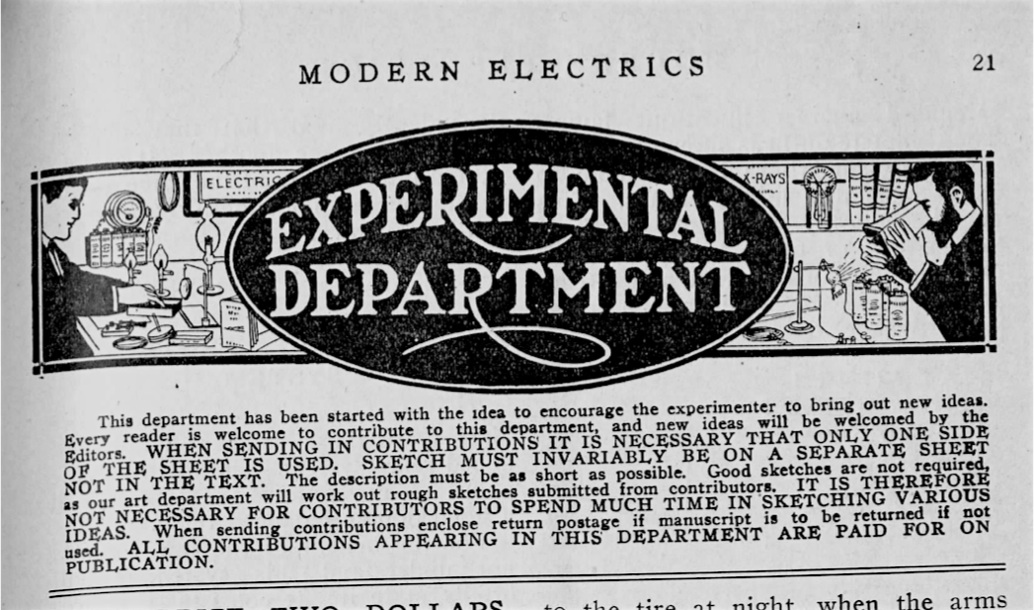 MODERN ELECTRICS
21
ELECTRIC
X-RAYS
EXPERIMENTAL
DEPARTMENT
This department has been started with the idea to encourage the experimenter to bring out new ideas.
Every reader is welcome to contribute to this department, and new ideas will be welcomed by the
Editors. WHEN SENDING IN CONTRIBUTIONS IT IS NECESSARY THAT ONLY ONE SIDE
OF THE SHEET IS USED. SKETCH MUST INVARIABLY BE ON A SEPARATE SHEET
NOT IN THE TEXT. The description must be as short as possible. Good sketches are not required,
as our art department will work out rough sketches submitted from contributors. IT IS THEREFORE
NOT NECESSARY FOR CONTRIBUTORS TO SPEND MUCH TIME IN SKETCHING VARIOUS
IDEAS. When sending contributions enclose return postage if manuscript is to be returned if not
used. ALL CONTRIBUTIONS APPEARING IN THIS DEPARTMENT ARE PAID FOR ON
PUBLICATION.
TWO DOLLARS
to the tire at night, when the arms